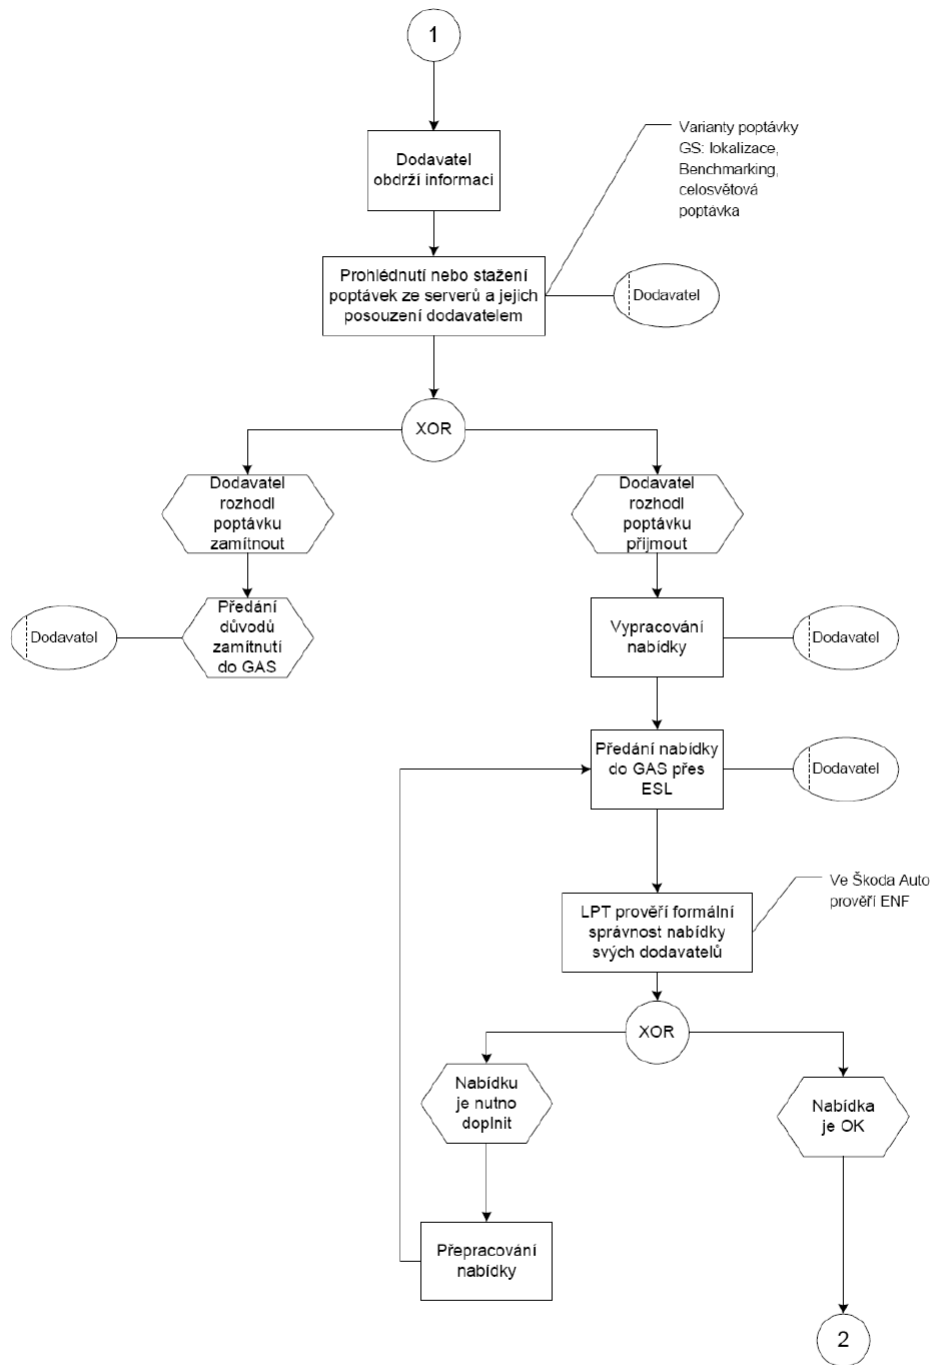 1
Dodavatel
obdrží informaci
Varianty poptávky
GS: lokalizace,
Benchmarking,
celosvětová
poptávka
Prohlédnutí nebo stažení
poptávek ze serverů a jejich
posouzení dodavatelem
Dodavatel
XOR
Dodavatel
rozhodl
poptávku
zamítnout
Dodavatel
rozhodl
poptávku
přijmout
Dodavatel
Předání
důvodů
zamítnutí
do GAS
Vypracování
nabídky
Dodavatel
Předání nabídky
do GAS přes
ESL
Dodavatel
LPT prověří formální
správnost nabídky
svých dodavatelů
Ve Škoda Auto
prověří ENF
XOR
Nabídku
je nutno
doplnit
Nabídka
je OK
Přepracování
nabídky
2